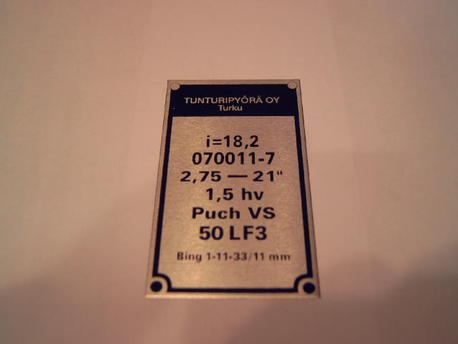 TUNTURIPYÖRÄ OY
Turku
i=18,2
070011-7
2,75 — 21"
1,5 hv
Puch VS
50 LF3
Bing 1-11-33/11 mm